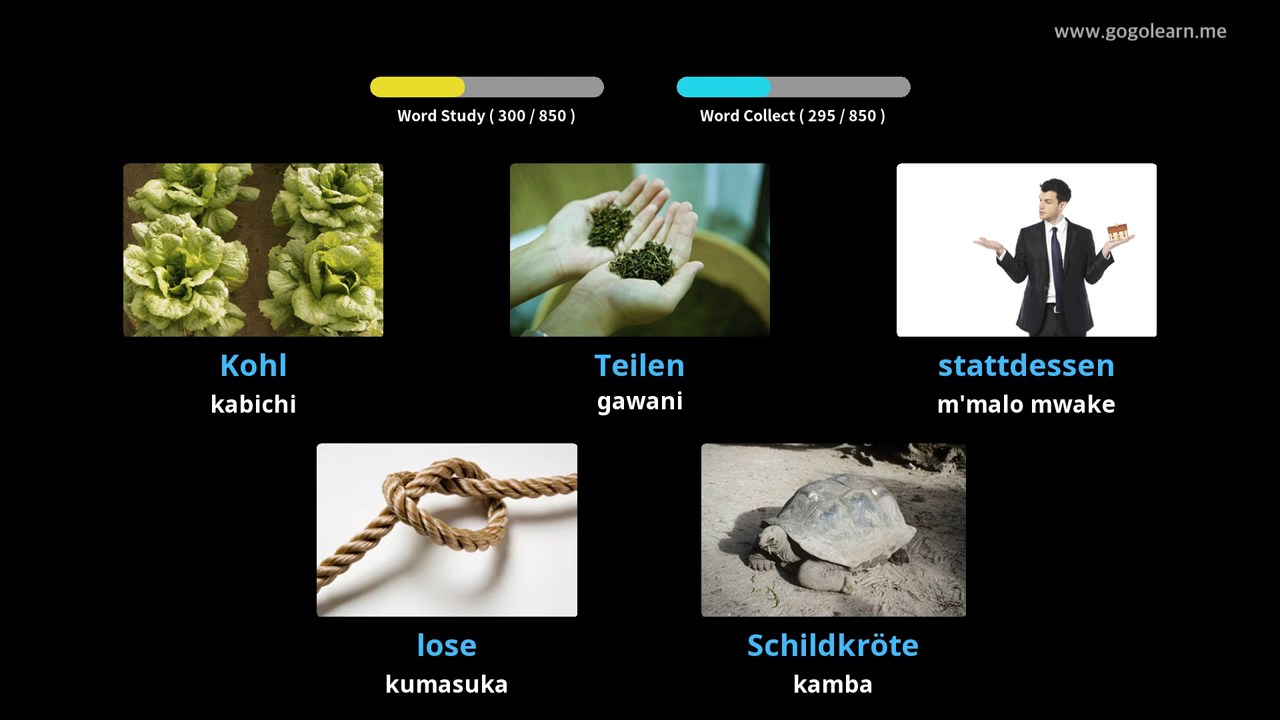 www.gogolearn.me
Word Study ( 300 / 850 )
Word Collect ( 295 / 850 )
Kohl
kabichi
Teilen
gawani
stattdessen
m'malo mwake
lose
kumasuka
Schildkröte
kamba